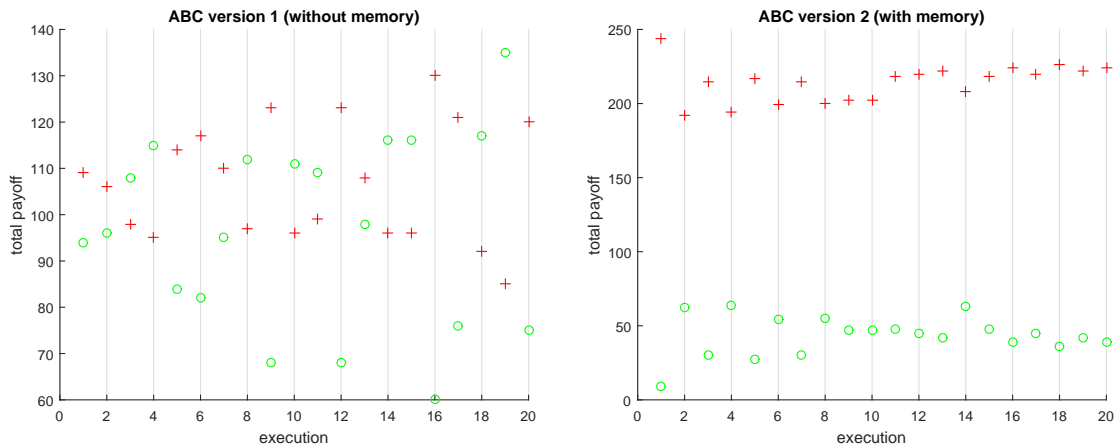 ABC version 1 (without memory)
140
130
120
110
100
90
80
70
60
total payoff
0 2 4 6 8 10 12 14 16 18 20
execution
ABC version 2 (with memory)
250
200
150
100
50
0
total payoff
0 2 4 6 8 10 12 14 16 18 20
execution